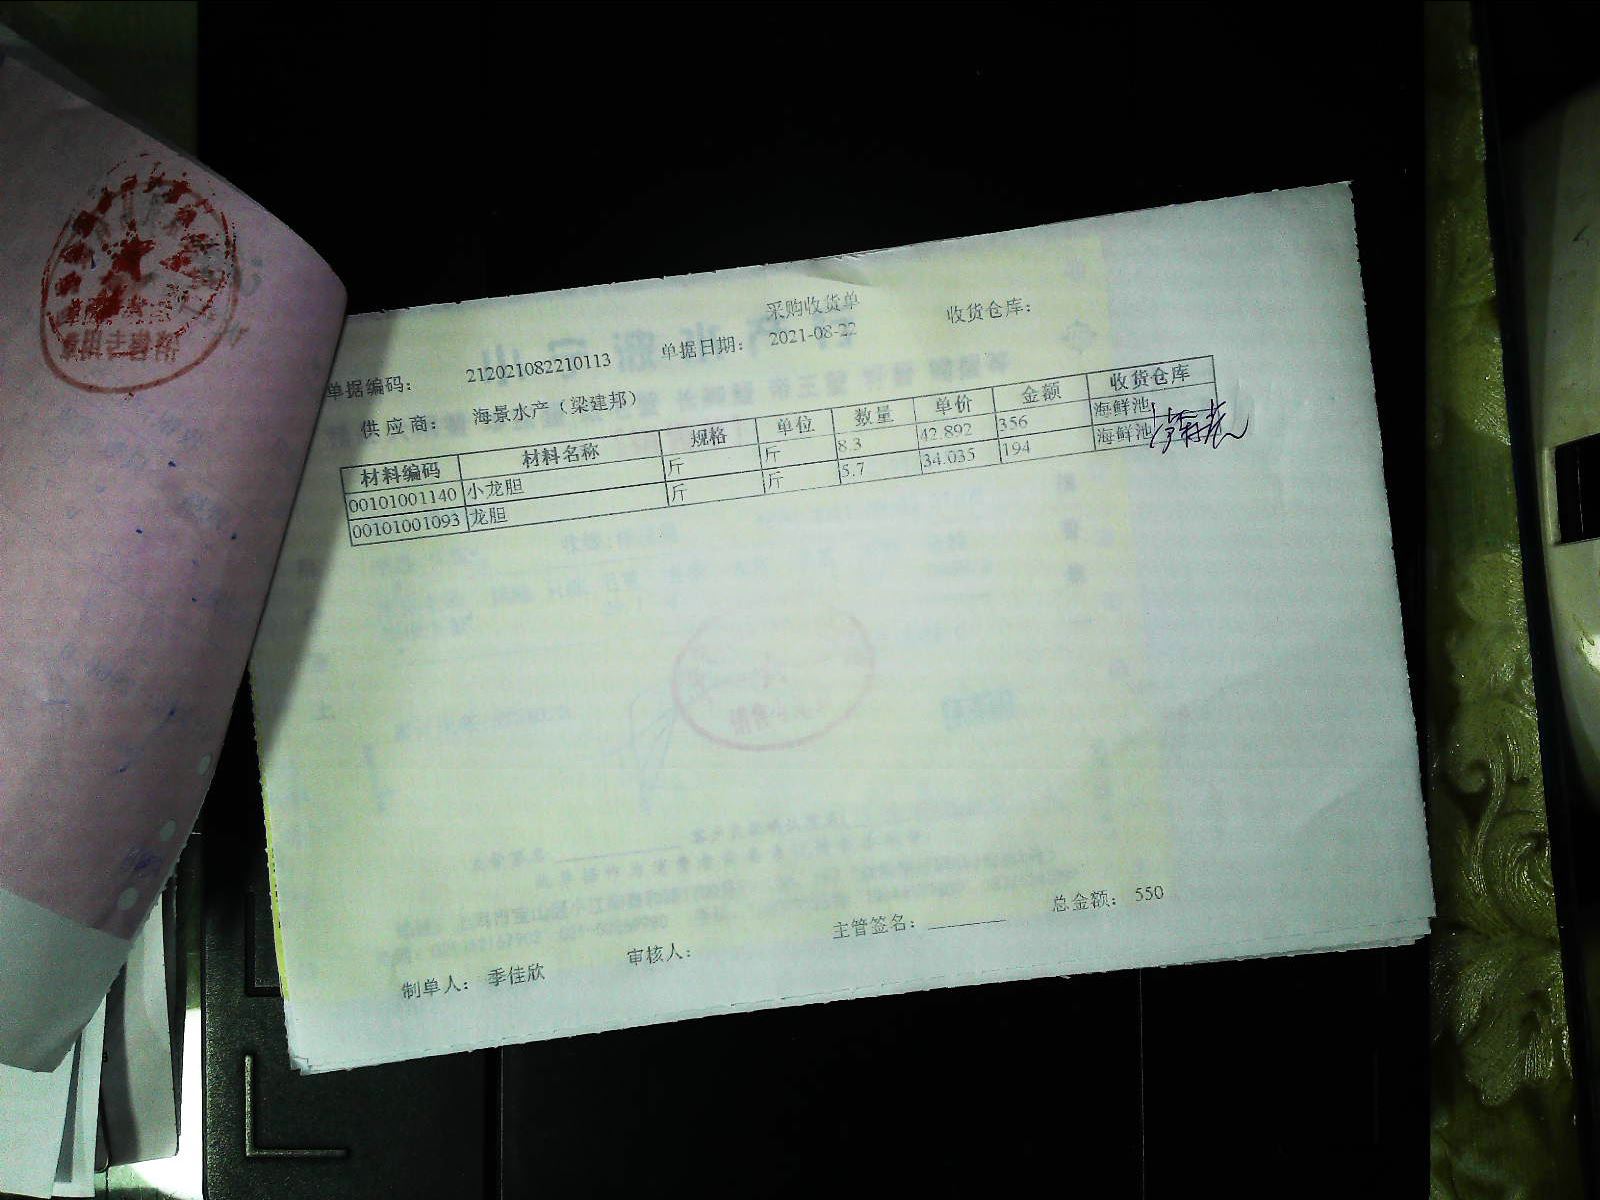 采购收货单
单据编码： 212021082210113 单据日期： 2021-08-22 收货仓库：
供应商： 海景水产（梁建邦）
材料编码 材料名称 规格 单位 数量 单价 金额 收货仓库
00101001140 小龙胆 斤 斤 8.3 42.892 356 海鲜池
00101001093 龙胆 斤 斤 5.7 34.035 194 海鲜池
制单人： 季佳欣 审核人： 主管签名： 总金额： 550